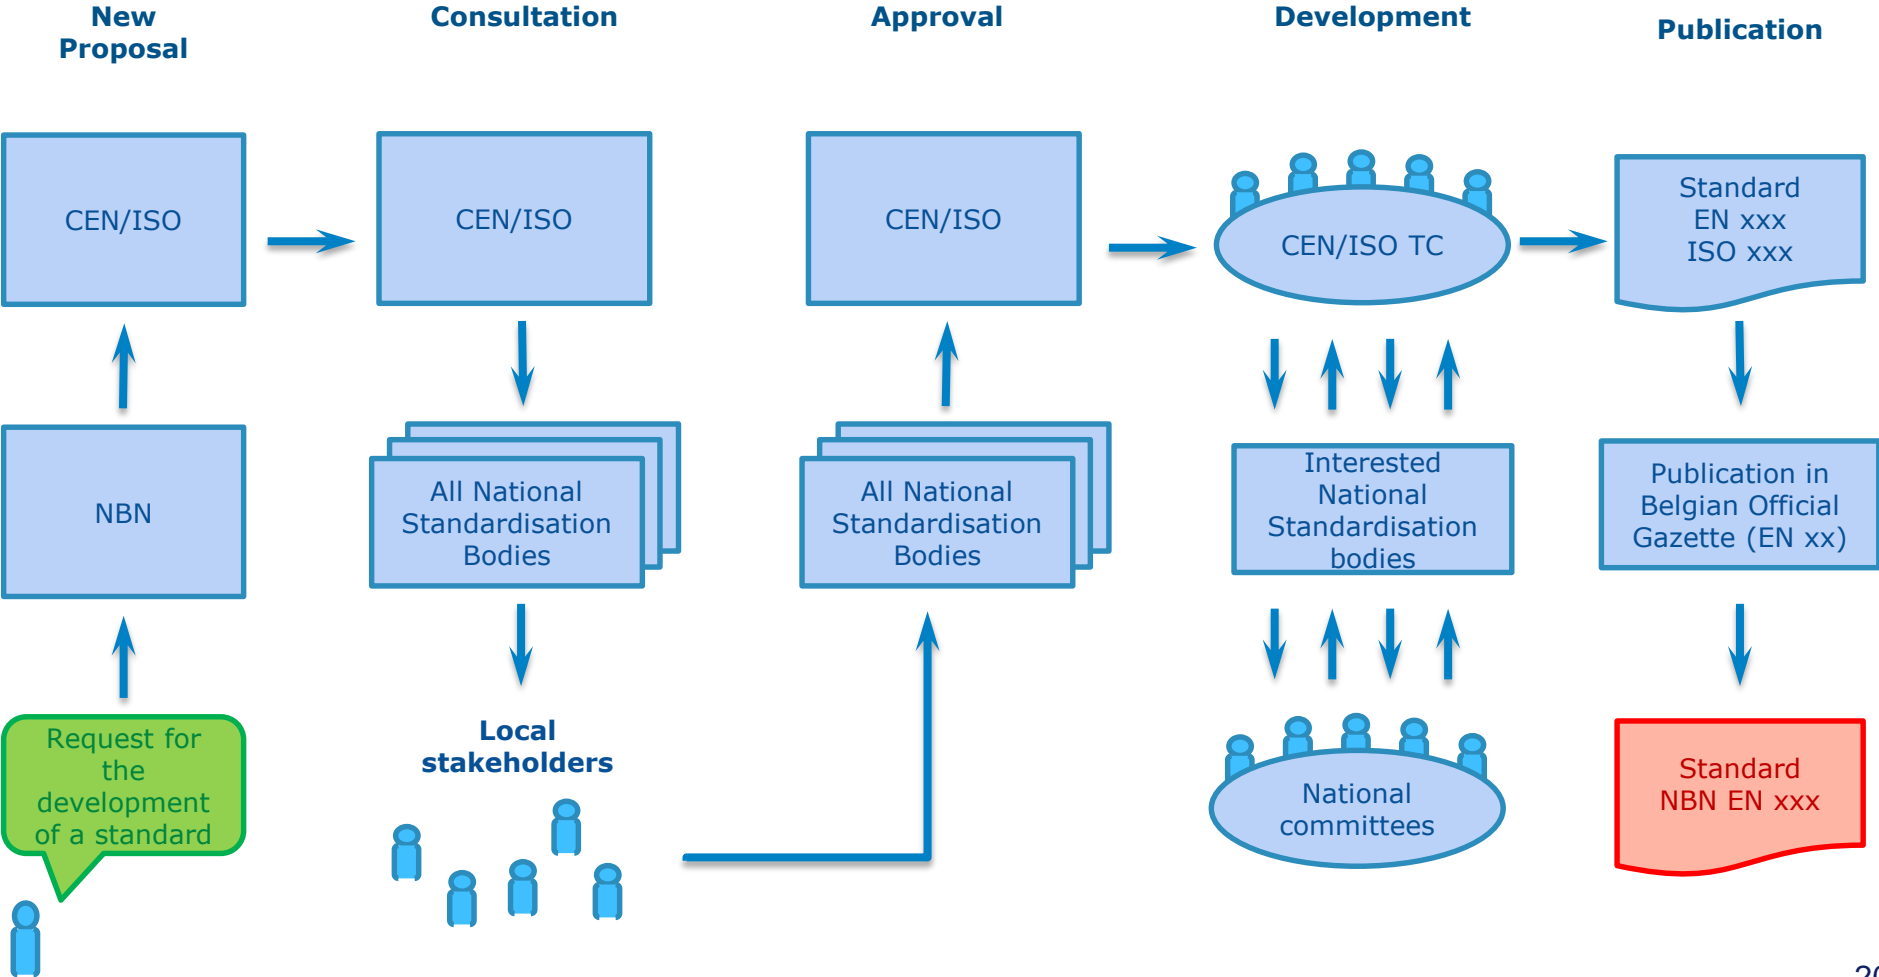 New
Proposal
Consultation
Approval
Development
Publication
CEN/ISO
CEN/ISO
CEN/ISO
CEN/ISO TC
Standard
EN xxx
ISO xxx
NBN
All National
Standardisation
Bodies
All National
Standardisation
Bodies
Interested
National
Standardisation
bodies
Publication in
Belgian Official
Gazette (EN xx)
Request for
the
development
of a standard
Local
stakeholders
National
committees
Standard
NBN EN xxx